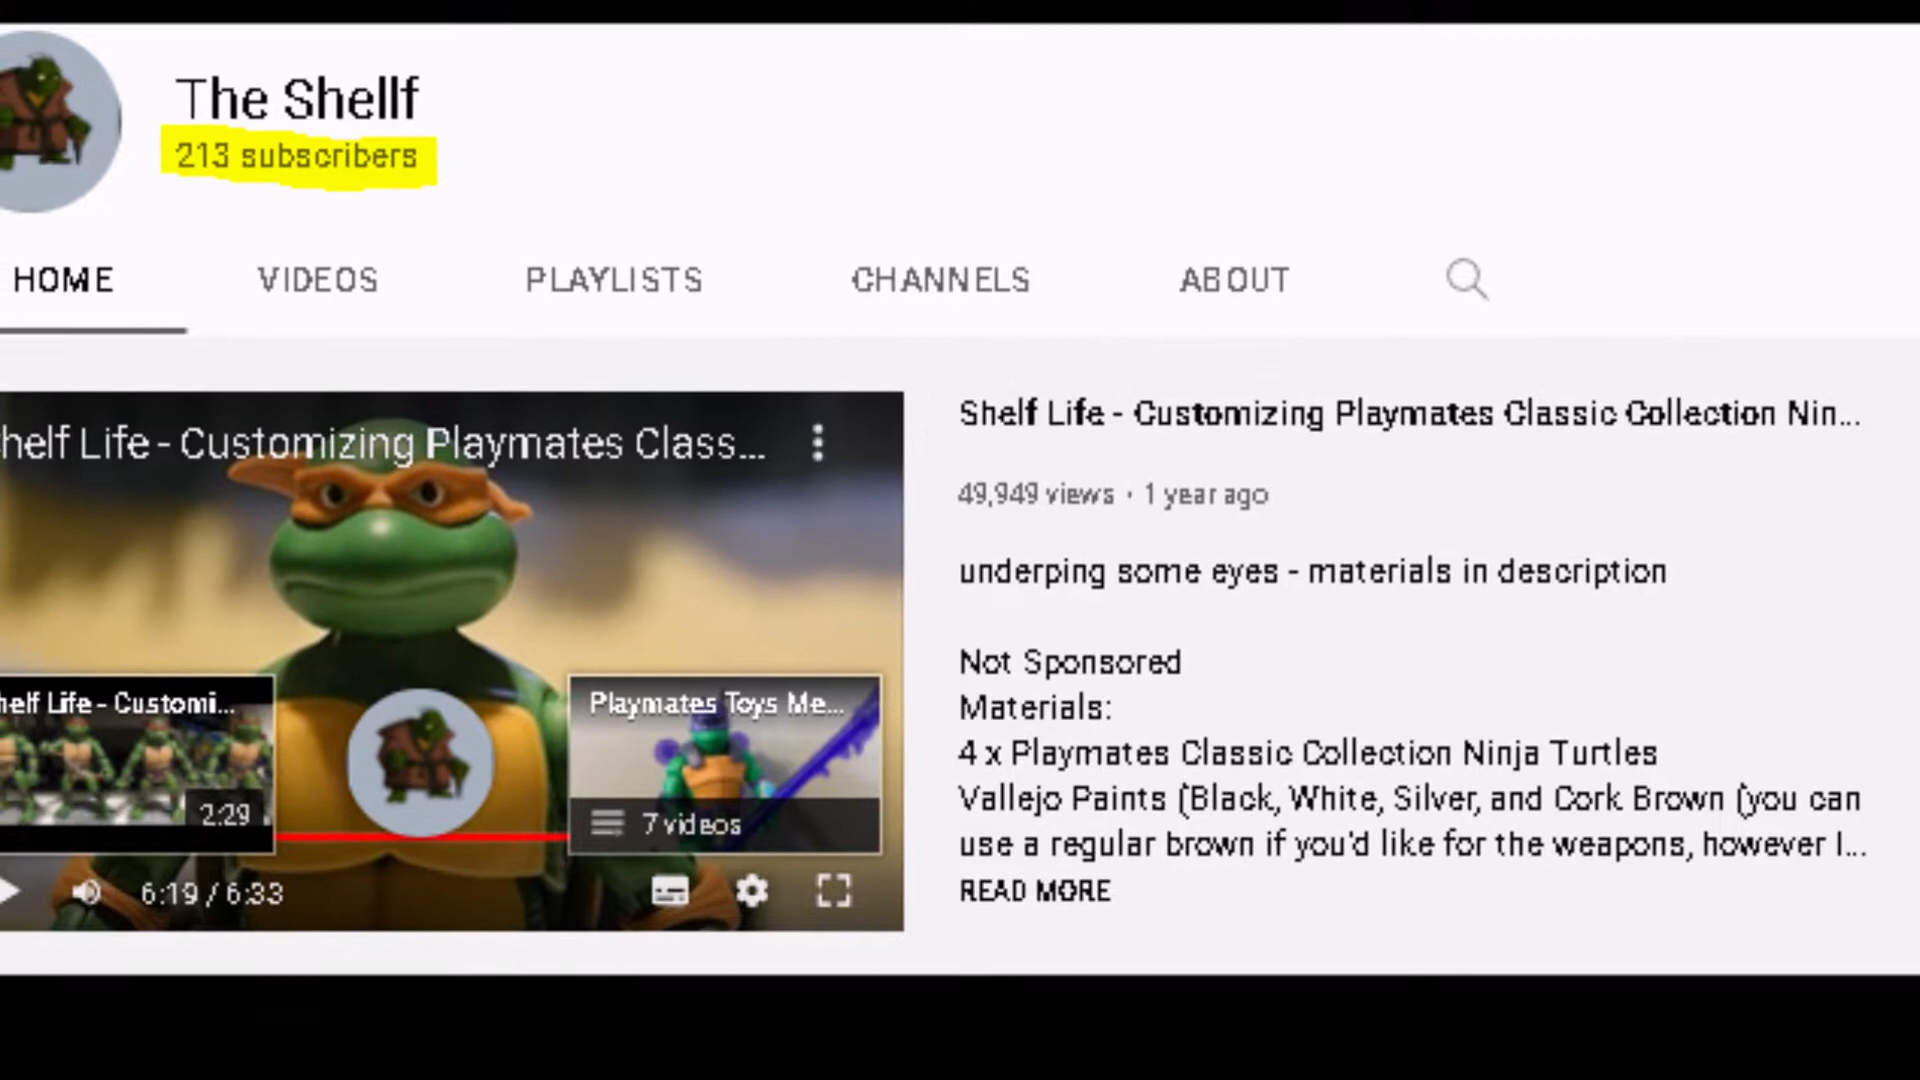 The Shellf
213 subscribers
HOME VIDEOS PLAYLISTS CHANNELS ABOUT
helf Life - Customizing Playmates Class...
helf Life - Customi...
2:29
Playmates Toys Me...
7 videos
6:19 / 6:33
Shelf Life - Customizing Playmates Classic Collection Nin...
49,949 views • 1 year ago
underping some eyes - materials in description
Not Sponsored
Materials:
4 x Playmates Classic Collection Ninja Turtles
Vallejo Paints (Black, White, Silver, and Cork Brown (you can
use a regular brown if you'd like for the weapons, however I...
READ MORE